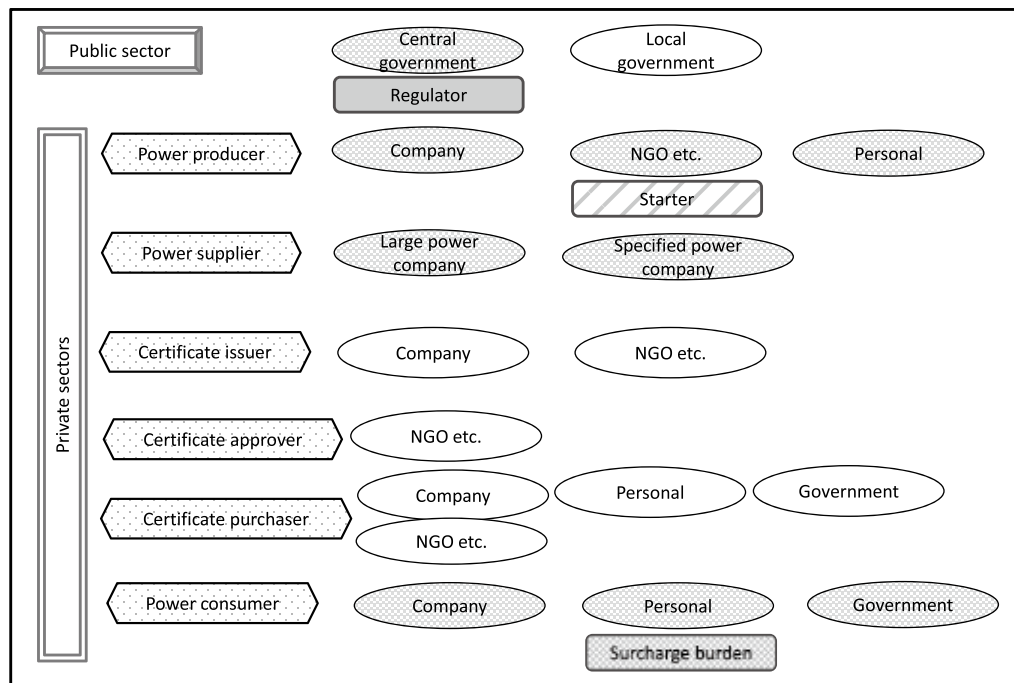 Public sector
Central
government
Local
government
Regulator
Private sectors
Power producer
Company
NGO etc.
Personal
Starter
Power supplier
Large power
company
Specified power
company
Certificate issuer
Company
NGO etc.
Certificate approver
NGO etc.
Certificate purchaser
Company
Personal
Government
NGO etc.
Power consumer
Company
Personal
Government
Surcharge burden